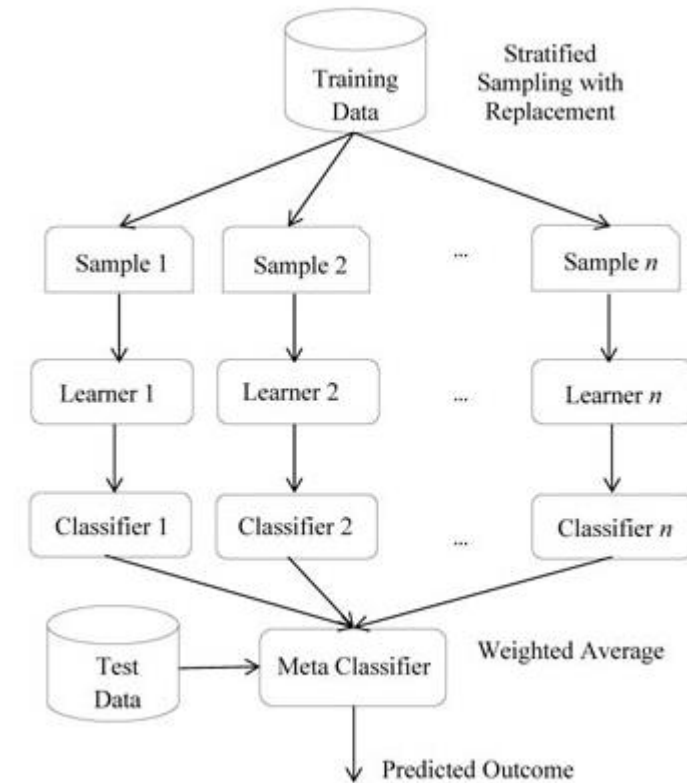 Training
Data
Stratified
Sampling with
Replacement
Sample 1
Sample 2
...
Sample n
Learner 1
Learner 2
...
Learner n
Classifier 1
Classifier 2
...
Classifier n
Test
Data
Meta Classifier
Weighted Average
Predicted Outcome